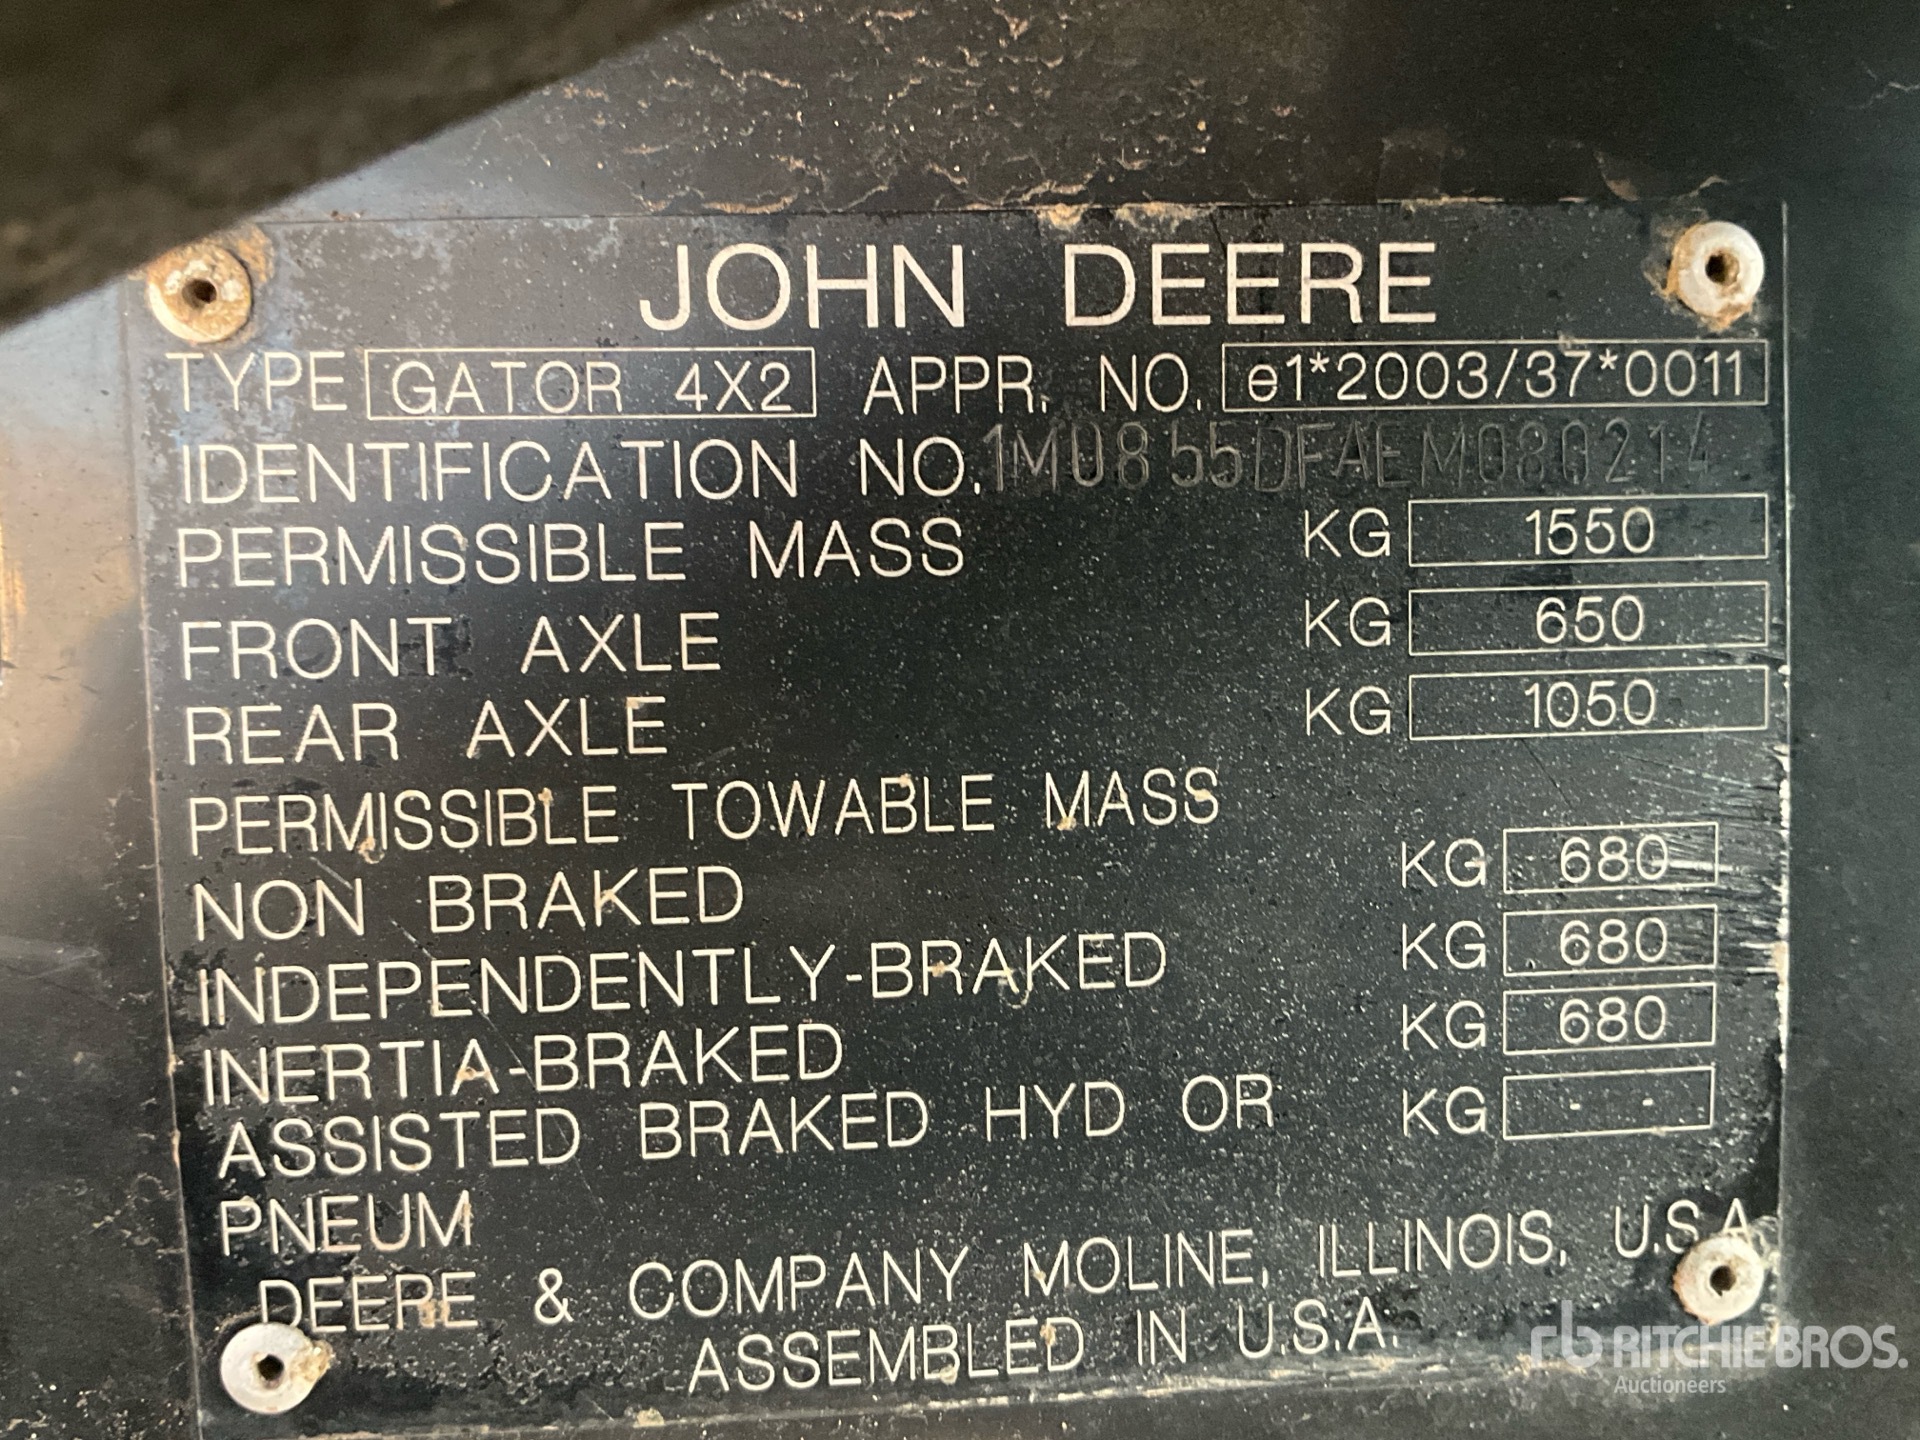 JOHN DEERE
TYPE GATOR 4X2 APPR. NO. e1*2003/37*0011
IDENTIFICATION NO. 1M0855DFAEM080214
PERMISSIBLE MASS KG 1550
FRONT AXLE KG 650
REAR AXLE KG 1050
PERMISSIBLE TOWABLE MASS
NON BRAKED KG 680
INDEPENDENTLY-BRAKED KG 680
INERTIA-BRAKED KG 680
ASSISTED BRAKED HYD OR KG - -
PNEUM
DEERE & COMPANY MOLINE, ILLINOIS, U.S.A.
ASSEMBLED IN U.S.A.
rb RITCHIE BROS.
Auctioneers